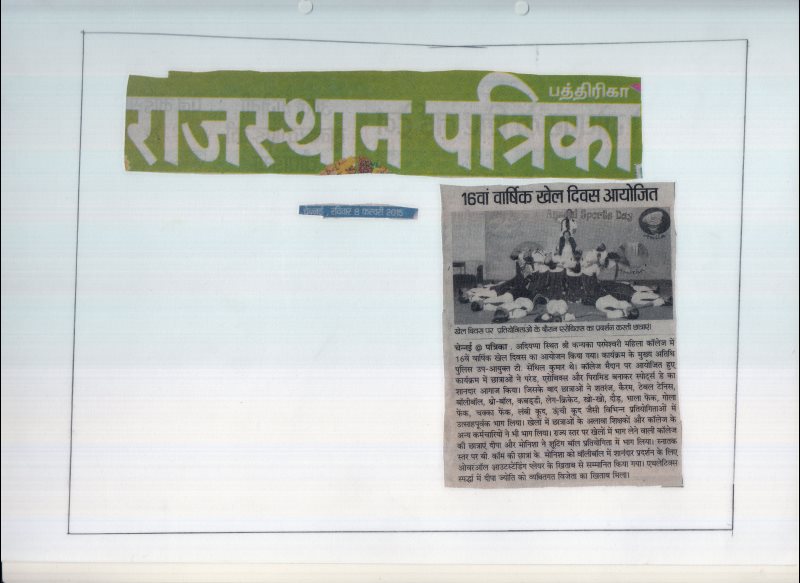 பத்திரிகா
राजस्थान पत्रिका
चेन्नई, रविवार 8 फरवरी 2015
16वां वार्षिक खेल दिवस आयोजित
Annual Sports Day
खेल दिवस पर प्रतियोगिताओं के दौरान एरोबिक्स का प्रदर्शन करती छात्राएं।
चेन्नई @ पत्रिका . अदियप्पा स्थित श्री कन्यका परमेश्वरी महिला कॉलेज में
16वें वार्षिक खेल दिवस का आयोजन किया गया। कार्यक्रम के मुख्य अतिथि
पुलिस उप-आयुक्त टी. सेंथिल कुमार थे। कॉलेज मैदान पर आयोजित हुए
कार्यक्रम में छात्राओं ने परेड, एरोबिक्स और पिरामिड बनाकर स्पोर्ट्स डे का
शानदार आगाज किया। जिसके बाद छात्राओं ने शतरंज, कैरम, टेबल टेनिस,
वॉलीबॉल, थ्रो-बॉल, कबड्डी, लेग-क्रिकेट, खो-खो, दौड़, भाला फेंक, गोला
फेक, चक्का फेक, लंबी कूद, ऊंची कूद जैसी विभिन्न प्रतियोगिताओं में
उत्साहपूर्वक भाग लिया। खेलों में छात्राओं के अलावा शिक्षकों और कॉलेज के
अन्य कर्मचारियों ने भी भाग लिया। राज्य स्तर पर खेलों में भाग लेने वाली कॉलेज
की छात्राएं दीपा और मोनिशा ने शूटिंग बॉल प्रतियोगिता में भाग लिया। स्नातक
स्तर पर बी. कॉम की छात्रा के. मोनिशा को वॉलीबॉल में शानदार प्रदर्शन के लिए
ओवरऑल आउटस्टेंडिंग प्लेयर के खिताब से सम्मानित किया गया। एथलेटिक्स
स्पर्द्धा में दीपा ज्योति को व्यक्तिगत विजेता का खिताब मिला।